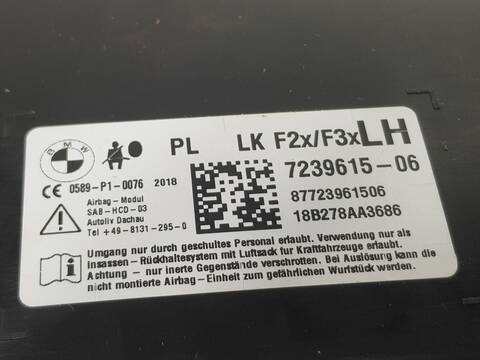 BMW
PL LK F2x/F3x LH
7239615-06
CE 0589-P1-0076 2018
87723961506
Airbag-Modul
SAB-HCD-03
18B278AA3686
Autoliv Dachau
Tel +49-8131-295-0
Umgang nur durch geschultes Personal erlaubt. Verwendung nur als
insassen-Rückhaltesystem mit Luftsack für Kraftfahrzeuge erlaubt.
Achtung - nur inerte Gegenstände verschrotten. Bei Auslösung kann die
nicht montierte Airbag-Einheit zum gefährlichen Wurfstück werden.